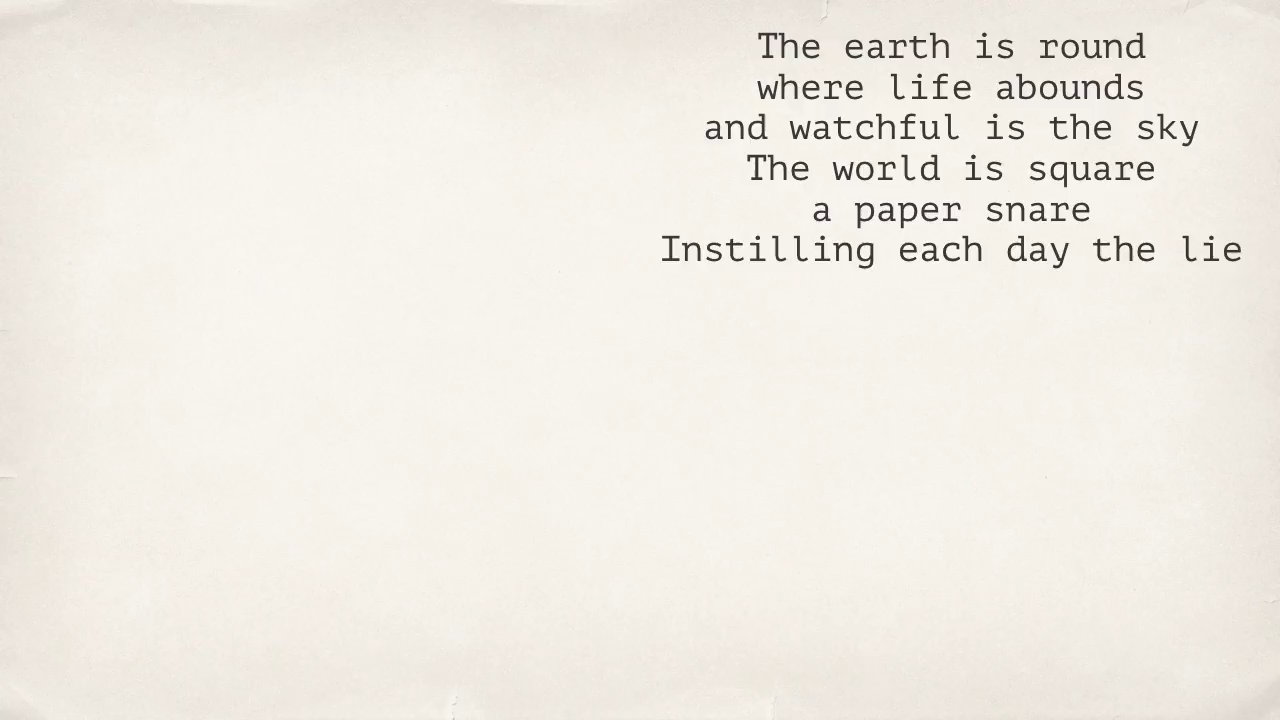 The earth is round
where life abounds
and watchful is the sky
The world is square
a paper snare
Instilling each day the lie